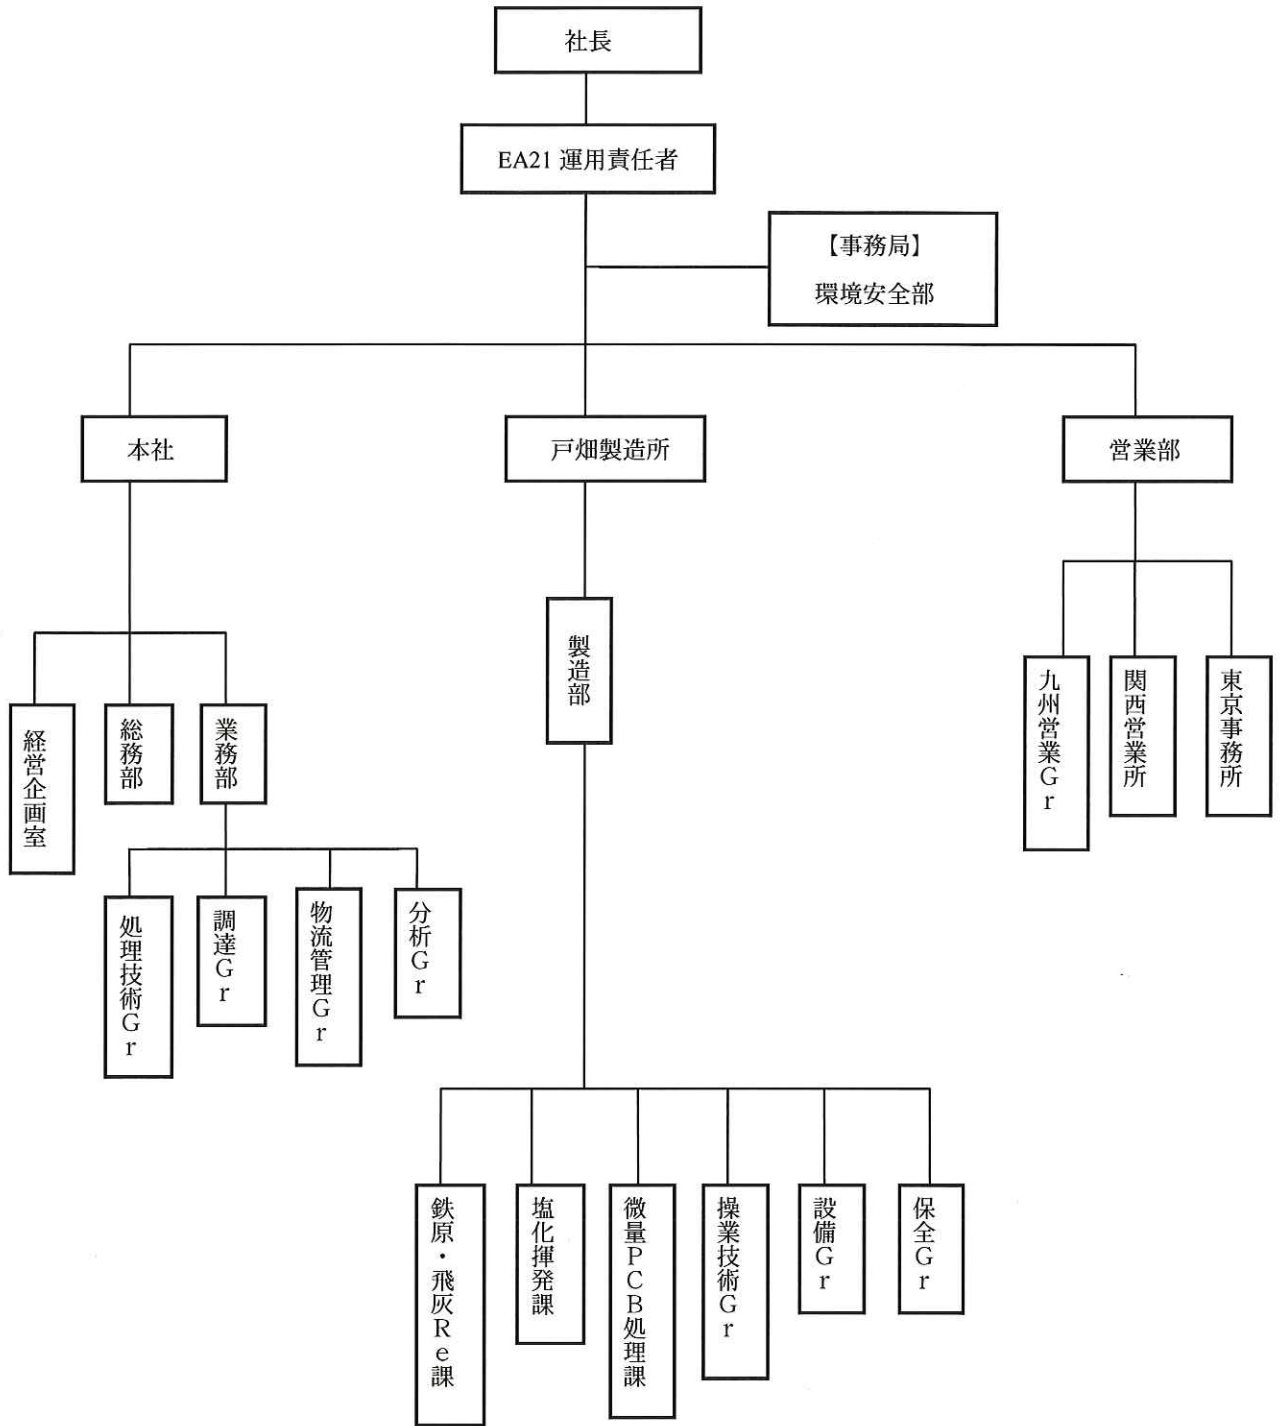 社長
EA21 運用責任者
【事務局】
環境安全部
本社
戸畑製造所
営業部
製造部
九州営業Gr
関西営業所
東京事務所
経営企画室
総務部
業務部
処理技術Gr
調達Gr
物流管理Gr
分析Gr
鉄原・飛灰Re課
塩化揮発課
微量PCB処理課
操業技術Gr
設備Gr
保全Gr